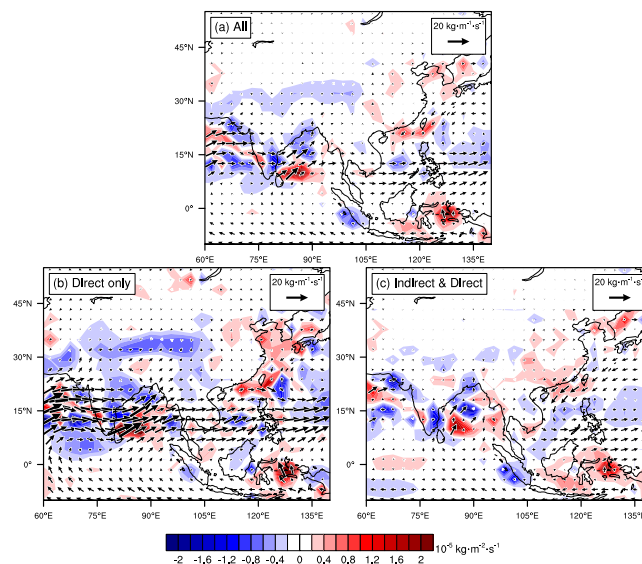 (a) All
20 kg·m⁻¹·s⁻¹
45°N
30°N
15°N
0°
60°E 75°E 90°E 105°E 120°E 135°E
(b) Direct only
20 kg·m⁻¹·s⁻¹
(c) Indirect & Direct
20 kg·m⁻¹·s⁻¹
45°N 45°N
30°N 30°N
15°N 15°N
0° 0°
60°E 75°E 90°E 105°E 120°E 135°E 60°E 75°E 90°E 105°E 120°E 135°E
-2 -1.6 -1.2 -0.8 -0.4 0 0.4 0.8 1.2 1.6 2 10⁻⁵ kg·m⁻²·s⁻¹